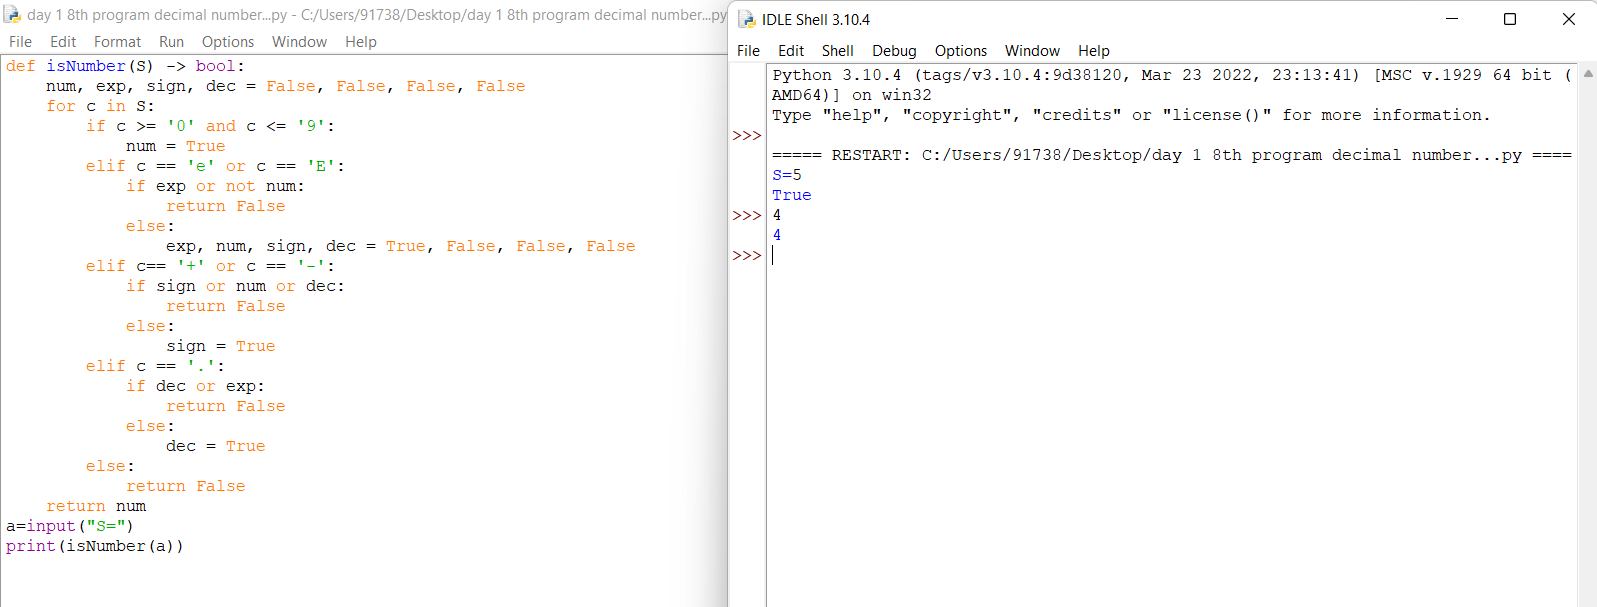 day 1 8th program decimal number...py - C:/Users/91738/Desktop/day 1 8th program decimal number...py
File Edit Format Run Options Window Help
def isNumber(S) -> bool:
    num, exp, sign, dec = False, False, False, False
    for c in S:
        if c >= '0' and c <= '9':
            num = True
        elif c == 'e' or c == 'E':
            if exp or not num:
                return False
            else:
                exp, num, sign, dec = True, False, False, False
        elif c== '+' or c == '-':
            if sign or num or dec:
                return False
            else:
                sign = True
        elif c == '.':
            if dec or exp:
                return False
            else:
                dec = True
        else:
            return False
    return num
a=input("S=")
print(isNumber(a))
IDLE Shell 3.10.4
File Edit Shell Debug Options Window Help
Python 3.10.4 (tags/v3.10.4:9d38120, Mar 23 2022, 23:13:41) [MSC v.1929 64 bit (
AMD64)] on win32
Type "help", "copyright", "credits" or "license()" for more information.
>>>
===== RESTART: C:/Users/91738/Desktop/day 1 8th program decimal number...py ====
S=5
True
>>> 4
4
>>>